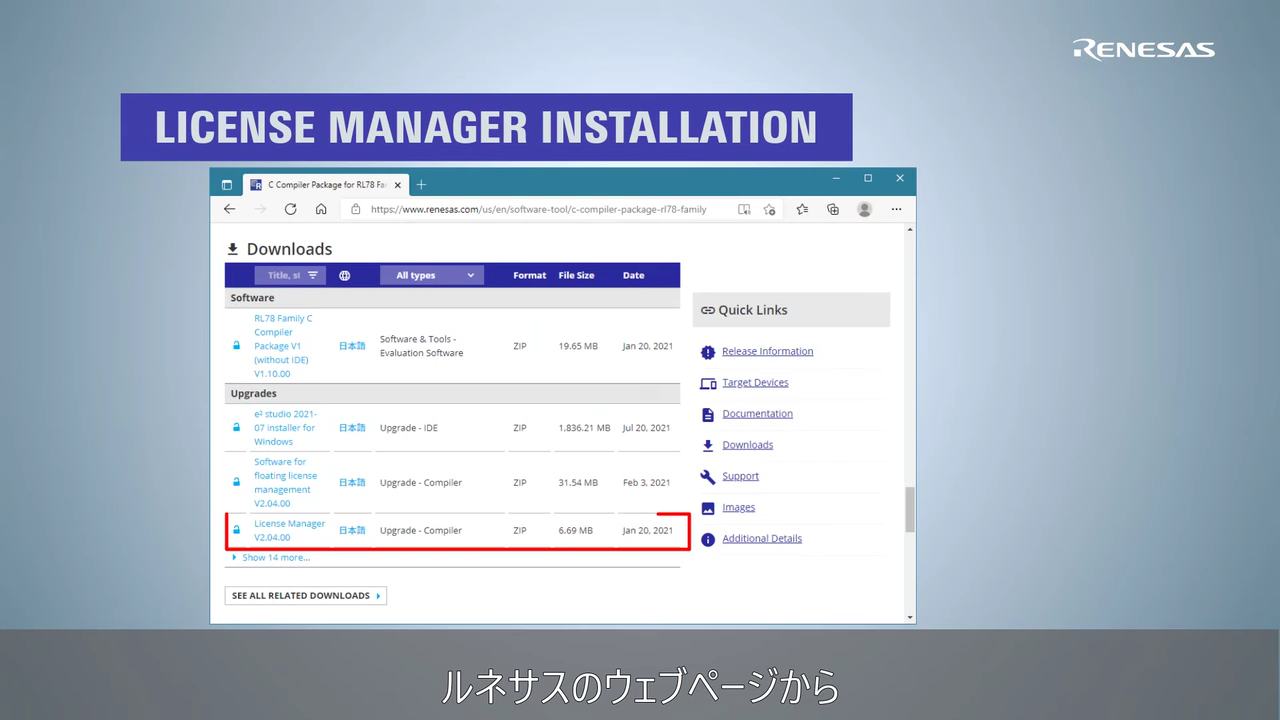 RENESAS
LICENSE MANAGER INSTALLATION
C Compiler Package for RL78 Fa
https://www.renesas.com/us/en/software-tool/c-compiler-package-rl78-family
Downloads
Title, sl
All types
Format
File Size
Date
Software
RL78 Family C
Compiler
Package V1
(without IDE)
V1.10.00
日本語
Software & Tools -
Evaluation Software
ZIP
19.65 MB
Jan 20, 2021
Upgrades
e² studio 2021-
07 installer for
Windows
日本語
Upgrade - IDE
ZIP
1,836.21 MB
Jul 20, 2021
Software for
floating license
management
V2.04.00
日本語
Upgrade - Compiler
ZIP
31.54 MB
Feb 3, 2021
License Manager
V2.04.00
日本語
Upgrade - Compiler
ZIP
6.69 MB
Jan 20, 2021
Show 14 more...
SEE ALL RELATED DOWNLOADS
Quick Links
Release Information
Target Devices
Documentation
Downloads
Support
Images
Additional Details
ルネサスのウェブページから